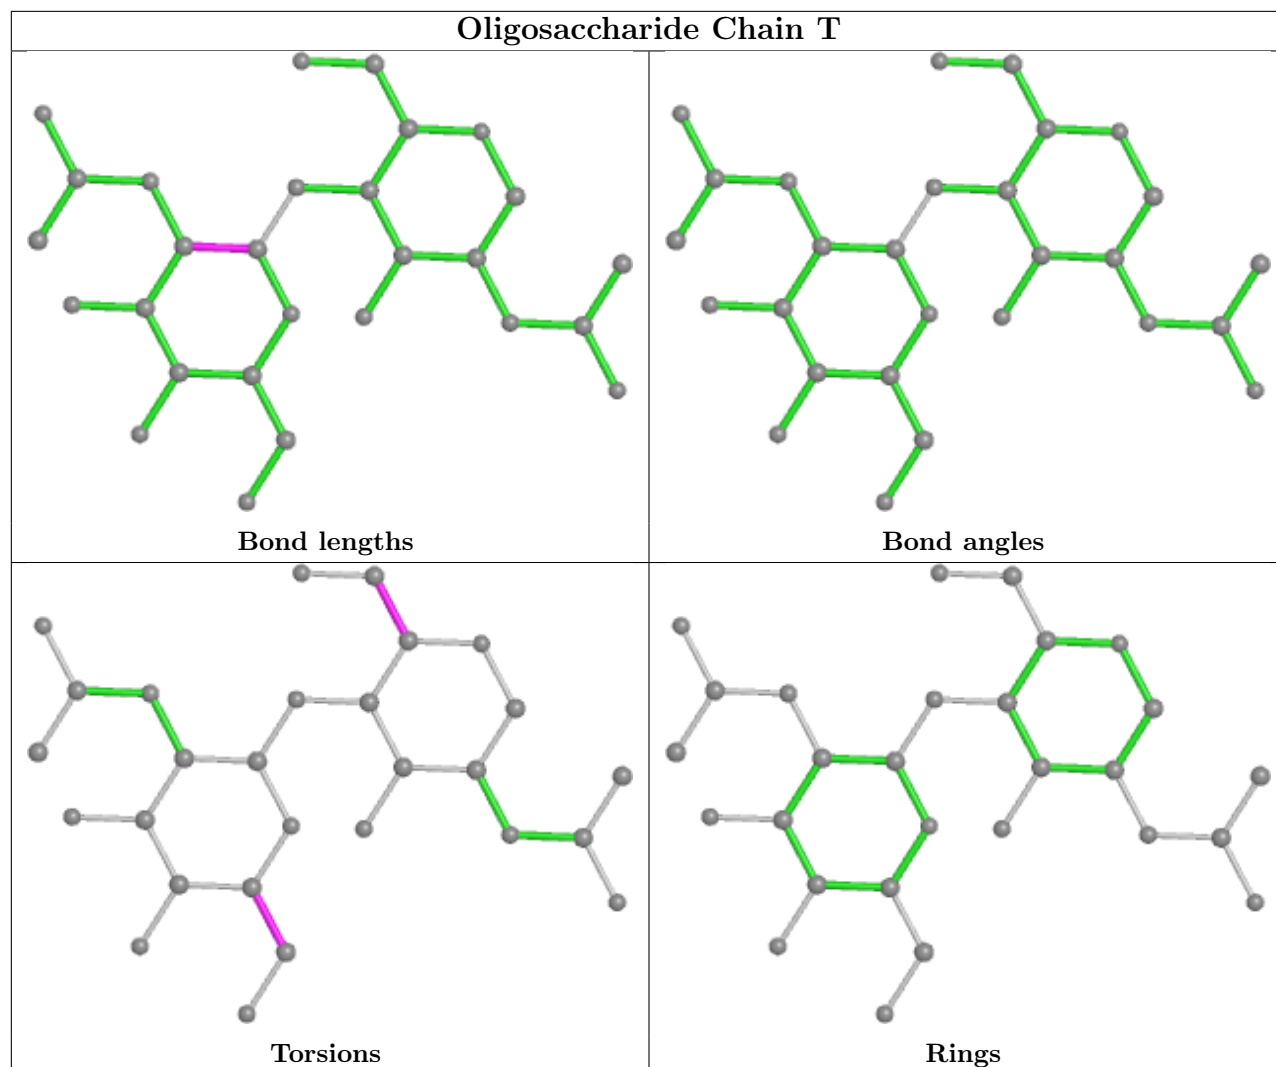 Oligosaccharide Chain T
Bond lengths
Bond angles
Torsions
Rings